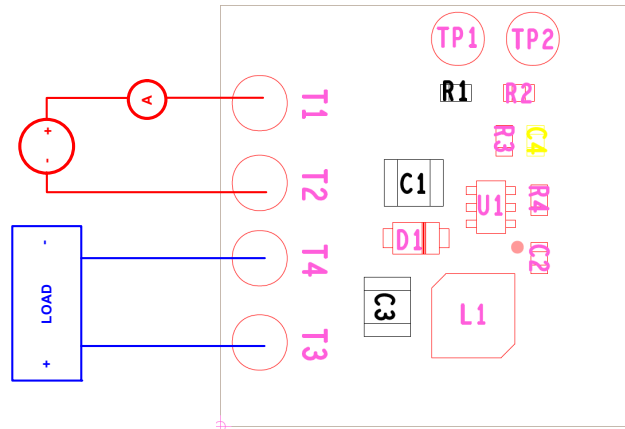 TP1 TP2
R1 R2
T1
A
R3 C4
+
-
C1
T2
R4
U1
D1
-
T4
C2
LOAD
C3
L1
T3
+